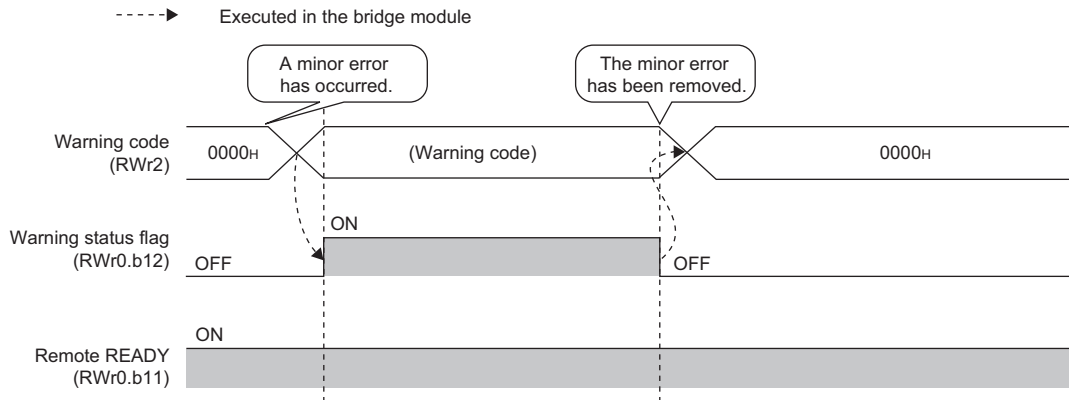 Executed in the bridge module
A minor error
has occurred.
The minor error
has been removed.
Warning code
(RWr2)
0000H
(Warning code)
0000H
ON
Warning status flag
(RWr0.b12)
OFF
OFF
ON
Remote READY
(RWr0.b11)